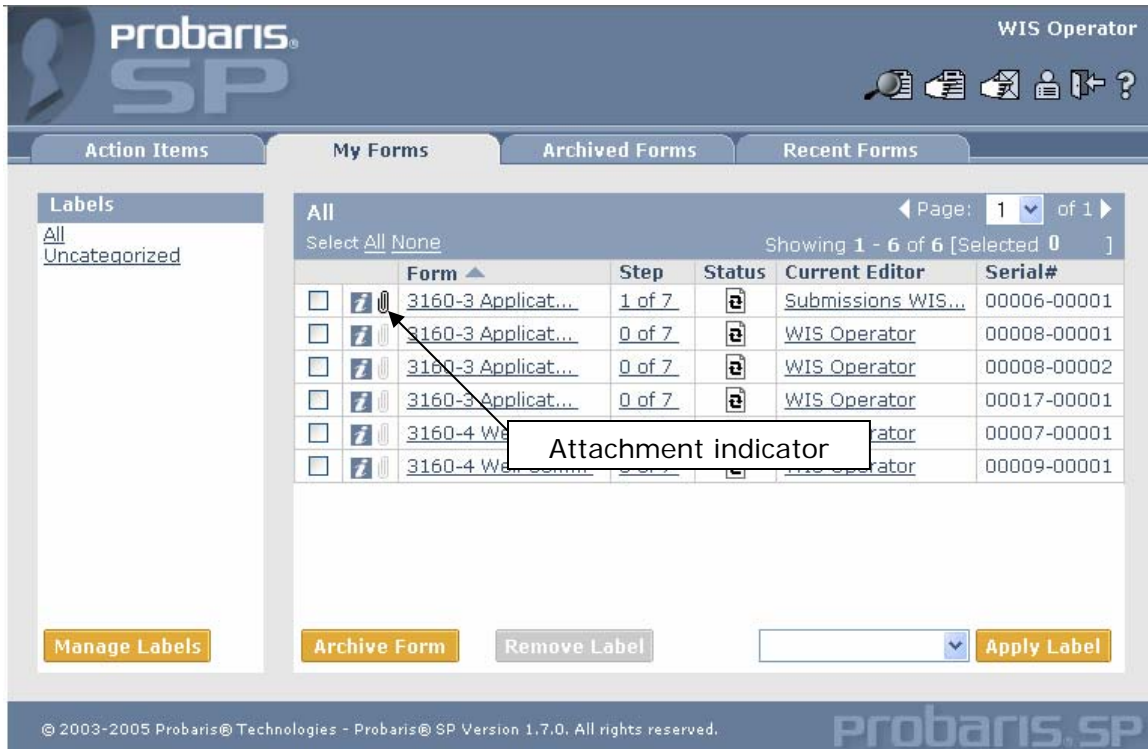 probaris®
SP
WIS Operator
Action Items My Forms Archived Forms Recent Forms
Labels
All
Uncategorized
All Page: 1 of 1
Select All None Showing 1 - 6 of 6 [Selected 0 ]
Form Step Status Current Editor Serial#
3160-3 Applicat... 1 of 7 Submissions WIS... 00006-00001
3160-3 Applicat... 0 of 7 WIS Operator 00008-00001
3160-3 Applicat... 0 of 7 WIS Operator 00008-00002
3160-3 Applicat... 0 of 7 WIS Operator 00017-00001
3160-4 00007-00001
Attachment indicator
3160-4 00009-00001
Manage Labels Archive Form Remove Label Apply Label
© 2003-2005 Probaris® Technologies - Probaris® SP Version 1.7.0. All rights reserved.
probaris.SP